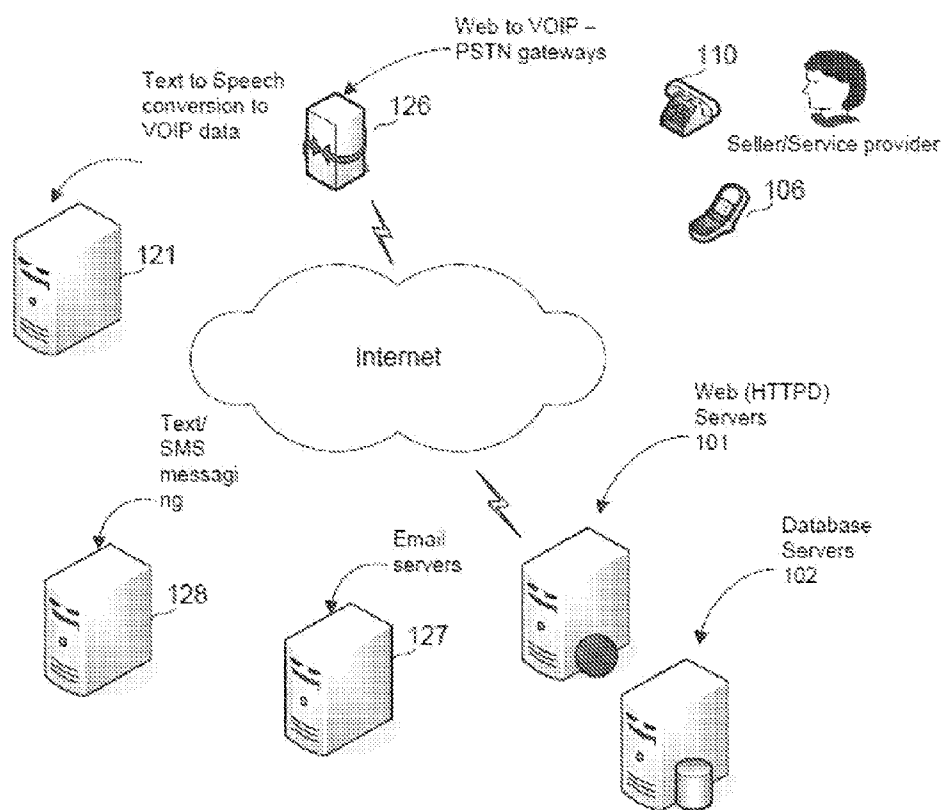 Web to VOIP –
PSTN gateways
110
Text to Speech
conversion to
VOIP data
126
Seller/Service provider
106
121
Internet
Web (HTTPD)
Servers
101
Text/
SMS
messagi
ng
Database
Servers
102
Email
servers
128
127